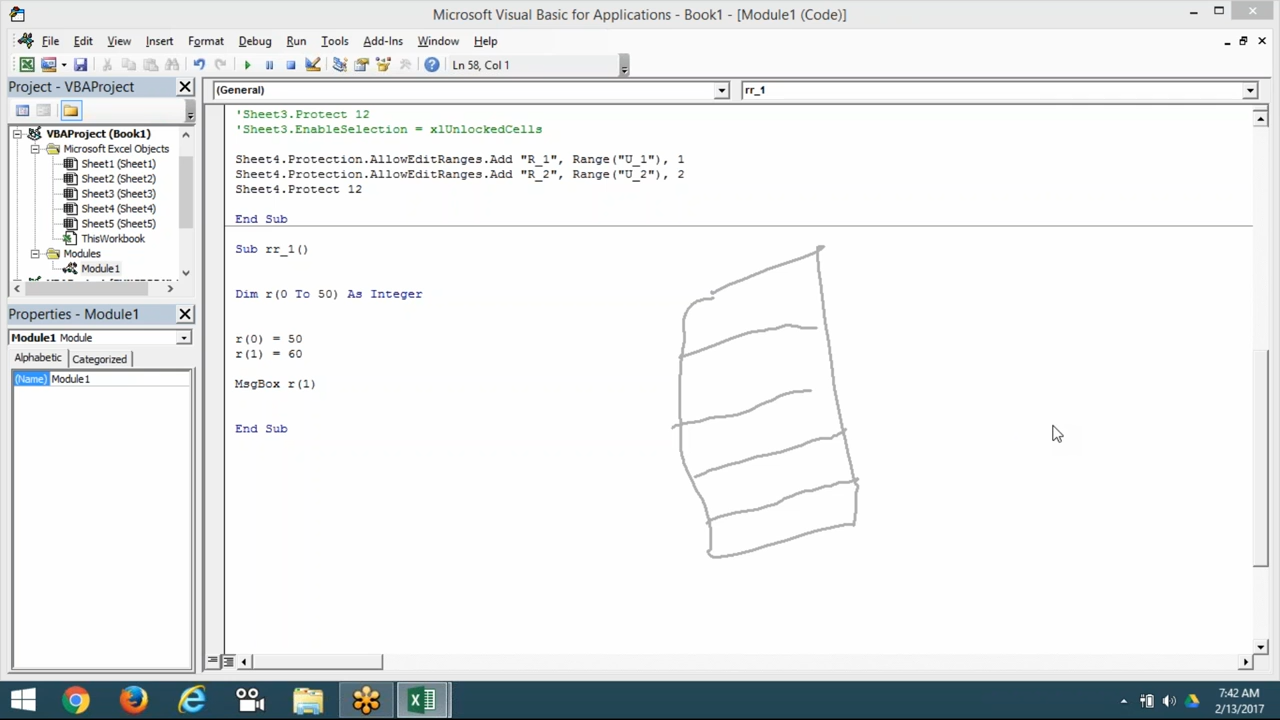 Microsoft Visual Basic for Applications - Book1 - [Module1 (Code)]
File Edit View Insert Format Debug Run Tools Add-Ins Window Help
Ln 58, Col 1
Project - VBAProject
(General)
rr_1
VBAProject (Book1)
Microsoft Excel Objects
Sheet1 (Sheet1)
Sheet2 (Sheet2)
Sheet3 (Sheet3)
Sheet4 (Sheet4)
Sheet5 (Sheet5)
ThisWorkbook
Modules
Module1
Properties - Module1
Module1 Module
Alphabetic Categorized
(Name) Module1
'Sheet3.Protect 12
'Sheet3.EnableSelection = xlUnlockedCells
Sheet4.Protection.AllowEditRanges.Add "R_1", Range("U_1"), 1
Sheet4.Protection.AllowEditRanges.Add "R_2", Range("U_2"), 2
Sheet4.Protect 12
End Sub
Sub rr_1()
Dim r(0 To 50) As Integer
r(0) = 50
r(1) = 60
MsgBox r(1)
End Sub
7:42 AM
2/13/2017